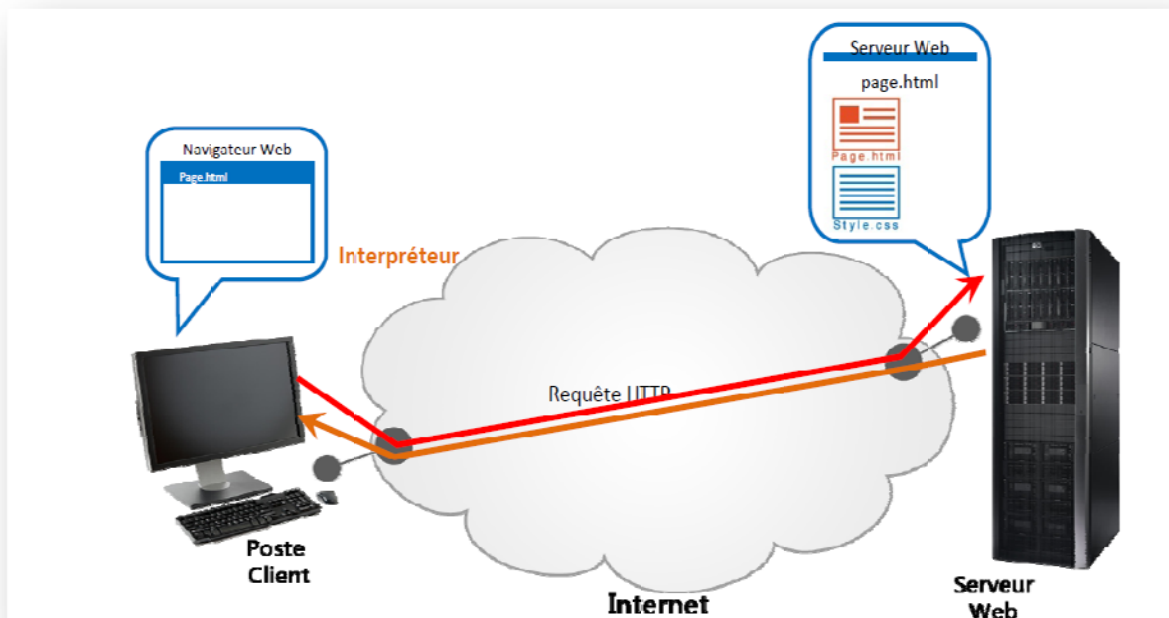 Serveur Web
page.html
Page.html
Style.css
Navigateur Web
Page.html
Interpréteur
Requête HTTP
Poste
Client
Internet
Serveur
Web